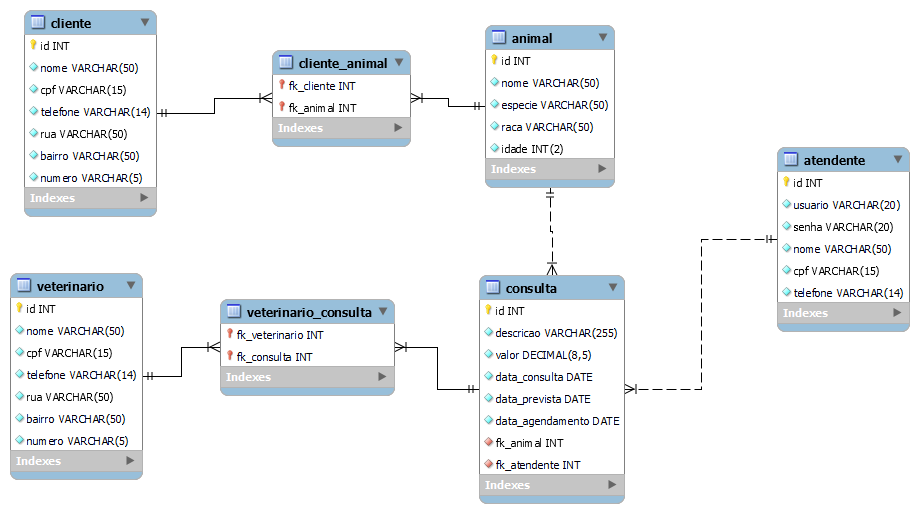 cliente
id INT
nome VARCHAR(50)
cpf VARCHAR(15)
telefone VARCHAR(14)
rua VARCHAR(50)
bairro VARCHAR(50)
numero VARCHAR(5)
Indexes
cliente_animal
fk_cliente INT
fk_animal INT
Indexes
animal
id INT
nome VARCHAR(50)
especie VARCHAR(50)
raca VARCHAR(50)
idade INT(2)
Indexes
atendente
id INT
usuario VARCHAR(20)
senha VARCHAR(20)
nome VARCHAR(50)
cpf VARCHAR(15)
telefone VARCHAR(14)
Indexes
veterinario
id INT
nome VARCHAR(50)
cpf VARCHAR(15)
telefone VARCHAR(14)
rua VARCHAR(50)
bairro VARCHAR(50)
numero VARCHAR(5)
Indexes
veterinario_consulta
fk_veterinario INT
fk_consulta INT
Indexes
consulta
id INT
descricao VARCHAR(255)
valor DECIMAL(8,5)
data_consulta DATE
data_prevista DATE
data_agendamento DATE
fk_animal INT
fk_atendente INT
Indexes